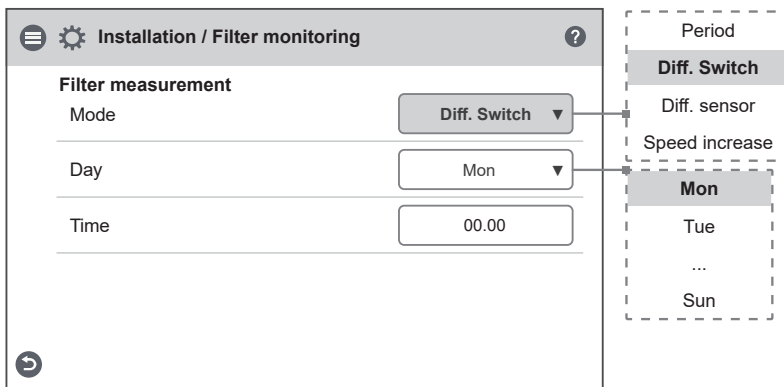 Installation / Filter monitoring
?
Filter measurement
Mode
Diff. Switch ▼
Day
Mon ▼
Time
00.00
Period
Diff. Switch
Diff. sensor
Speed increase
Mon
Tue
...
Sun